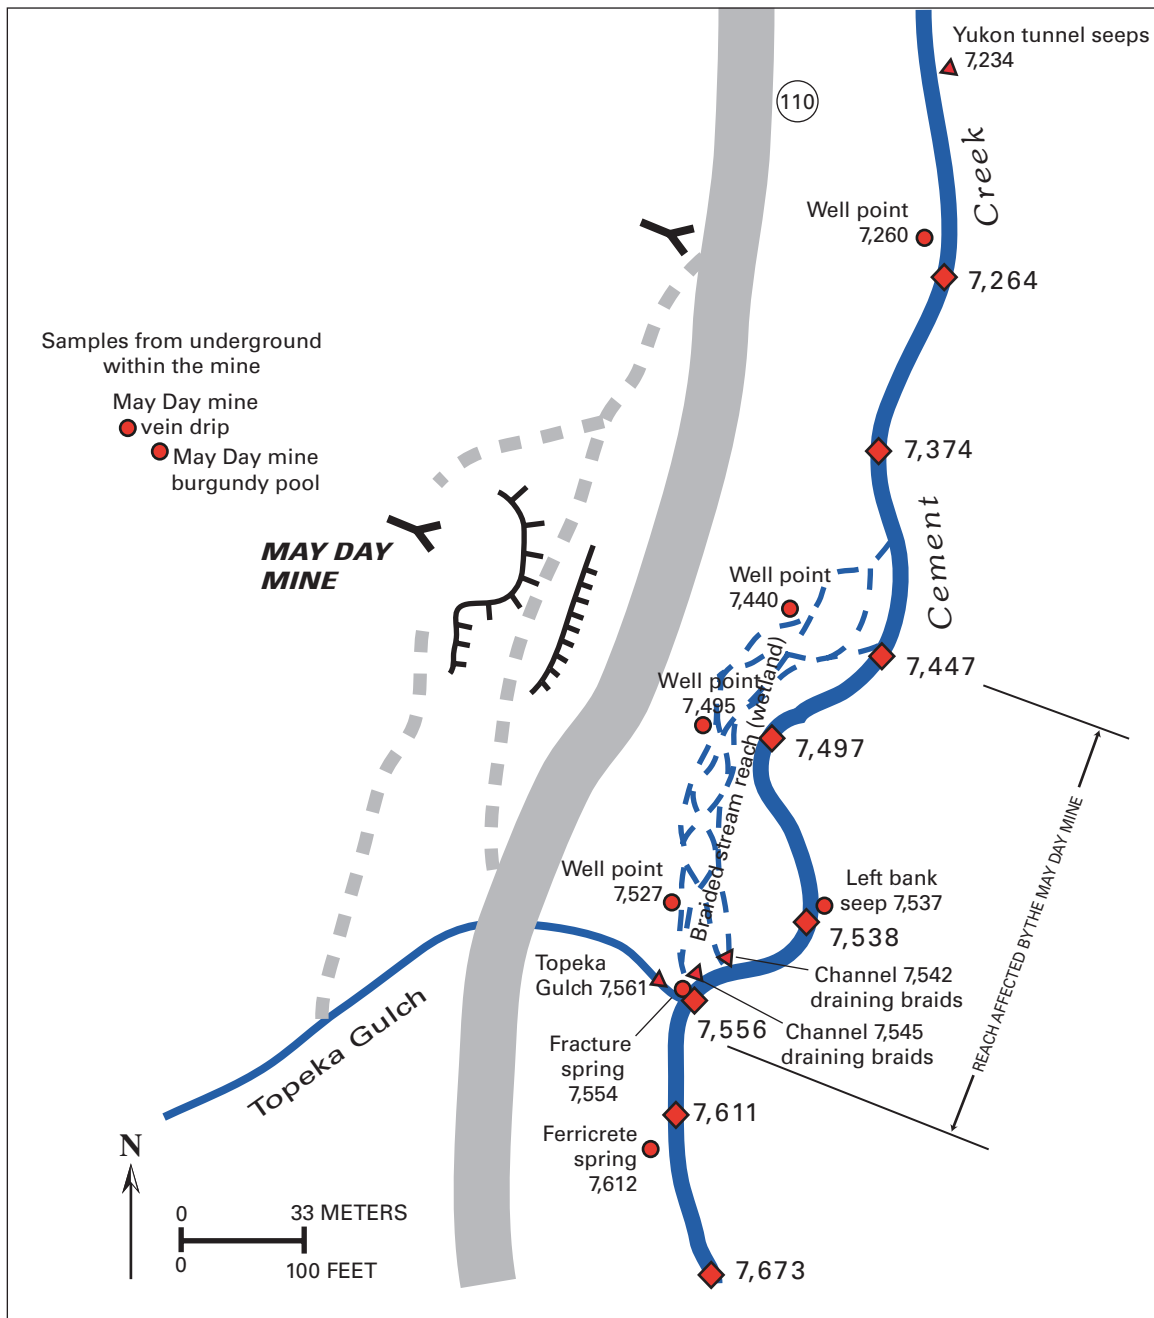 Yukon tunnel seeps
7,234
110
Creek
Well point
7,260
7,264
Samples from underground
within the mine
May Day mine
vein drip
May Day mine
burgundy pool
7,374
MAY DAY
MINE
Cement
Well point
7,440
7,447
Well point
7,495
Braided stream reach (wetland)
7,497
REACH AFFECTED BY THE MAY DAY MINE
Well point
7,527
Left bank
seep 7,537
7,538
Topeka
Gulch 7,561
Channel 7,542
draining braids
7,556
Channel 7,545
draining braids
Topeka Gulch
Fracture
spring
7,554
7,611
Ferricrete
spring
7,612
N
0
33 METERS
0
100 FEET
7,673